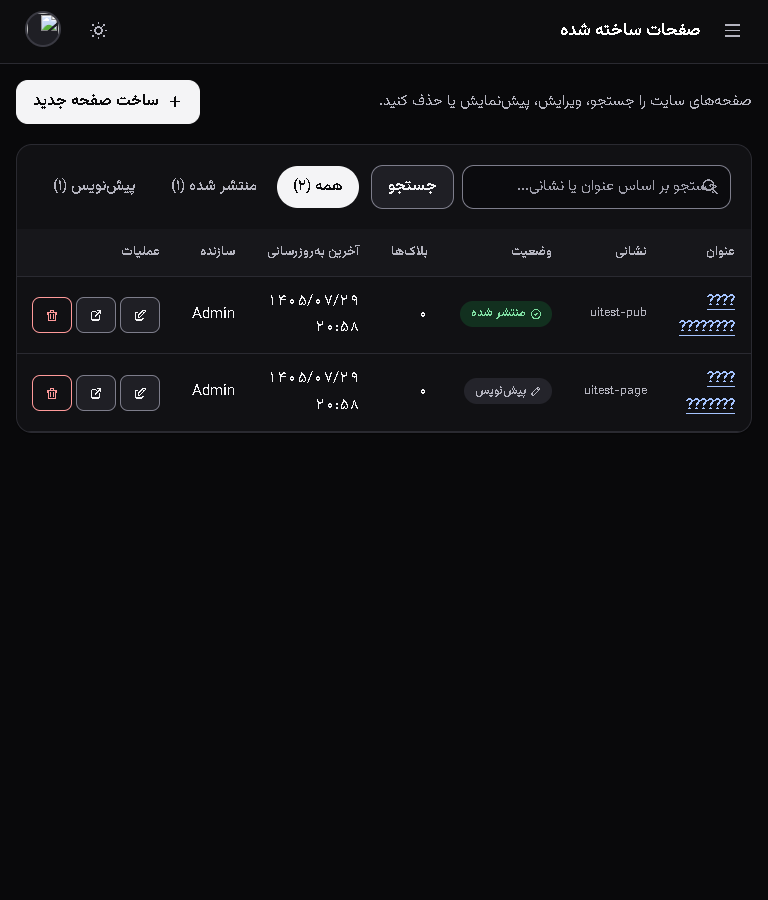 صفحات ساخته شده
صفحه‌های سایت را جستجو، ویرایش، پیش‌نمایش یا حذف کنید.
ساخت صفحه جدید
جستجو بر اساس عنوان یا نشانی...
جستجو
همه (۲)
منتشر شده (۱)
پیش‌نویس (۱)
عنوان نشانی وضعیت بلاک‌ها آخرین به‌روزرسانی سازنده عملیات
????
????????
uitest-pub
منتشر شده
۰
۱۴۰۵/۰۷/۲۹
۲۰:۵۸
Admin
????
???????
uitest-page
پیش‌نویس
۰
۱۴۰۵/۰۷/۲۹
۲۰:۵۸
Admin